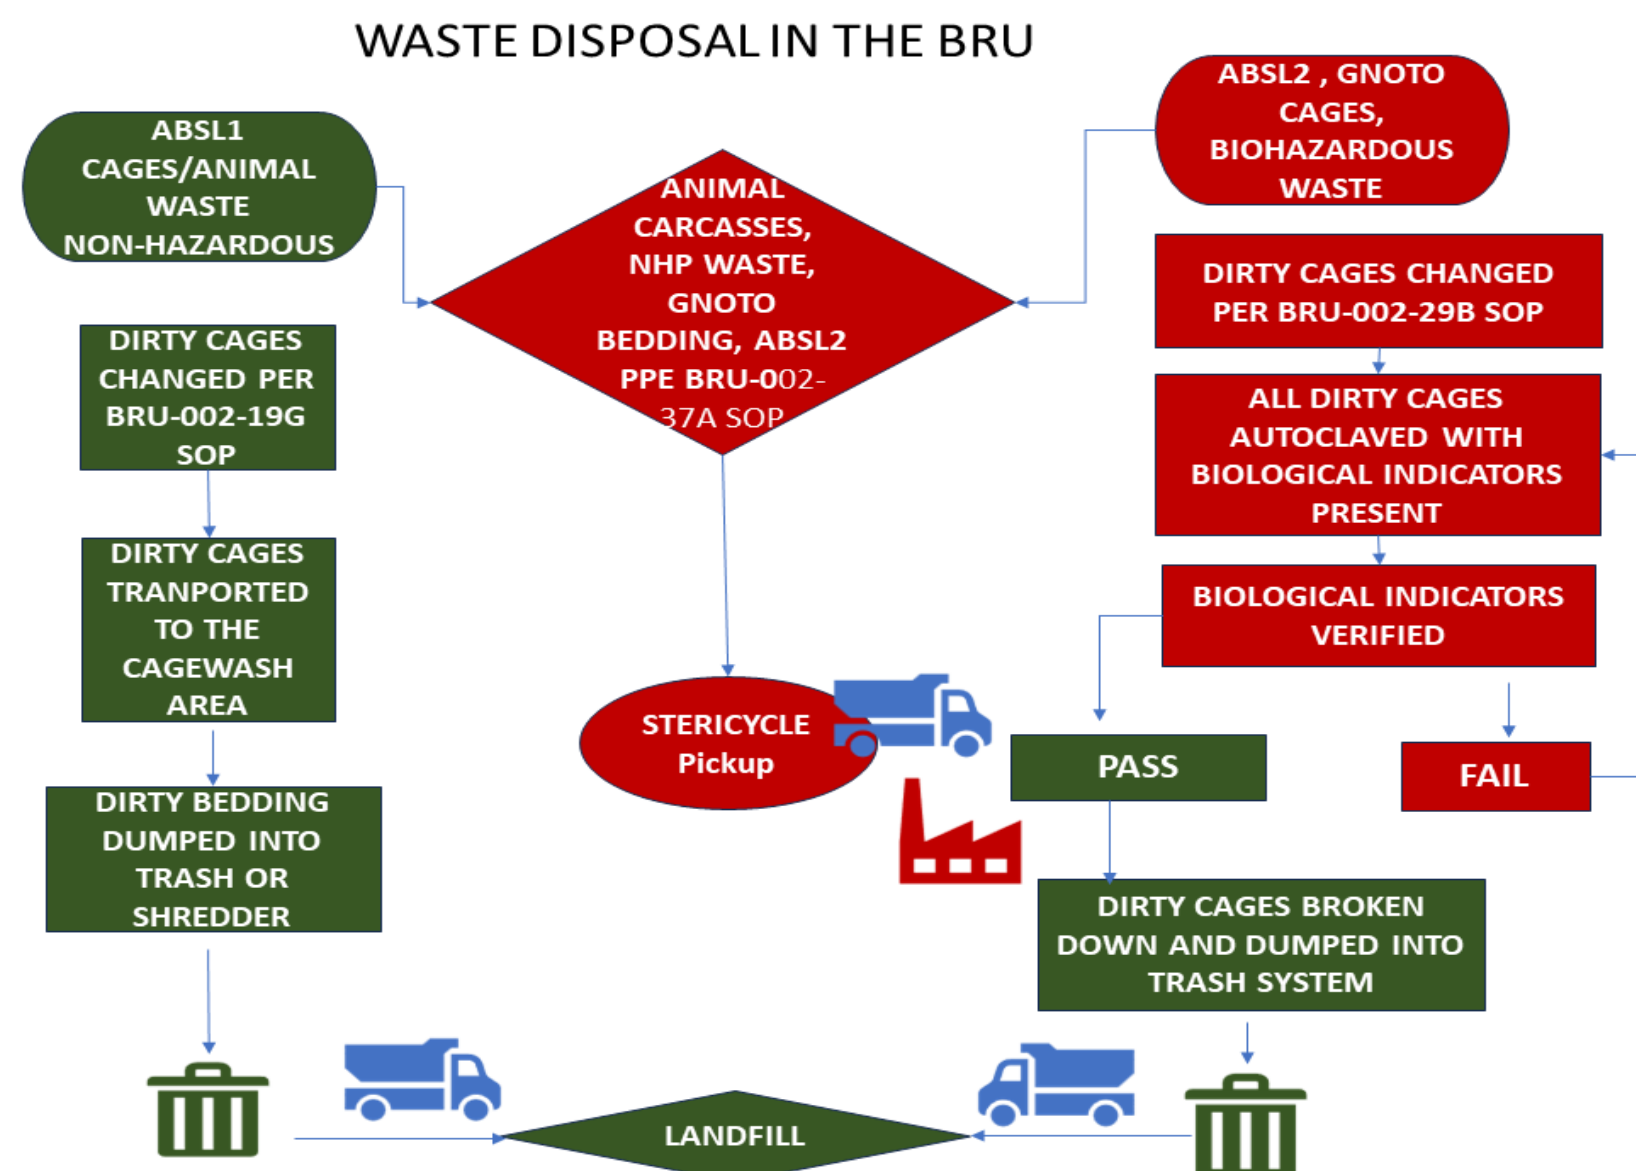 WASTE DISPOSAL IN THE BRU
ABSL1
CAGES/ANIMAL
WASTE
NON-HAZARDOUS
DIRTY CAGES
CHANGED PER
BRU-002-19G
SOP
DIRTY CAGES
TRANPORTED
TO THE
CAGEWASH
AREA
DIRTY BEDDING
DUMPED INTO
TRASH OR
SHREDDER
ANIMAL
CARCASSES,
NHP WASTE,
GNOTO
BEDDING, ABSL2
PPE BRU-002-
37A SOP
STERICYCLE
Pickup
ABSL2 , GNOTO
CAGES,
BIOHAZARDOUS
WASTE
DIRTY CAGES CHANGED
PER BRU-002-29B SOP
ALL DIRTY CAGES
AUTOCLAVED WITH
BIOLOGICAL INDICATORS
PRESENT
BIOLOGICAL INDICATORS
VERIFIED
PASS
FAIL
DIRTY CAGES BROKEN
DOWN AND DUMPED INTO
TRASH SYSTEM
LANDFILL